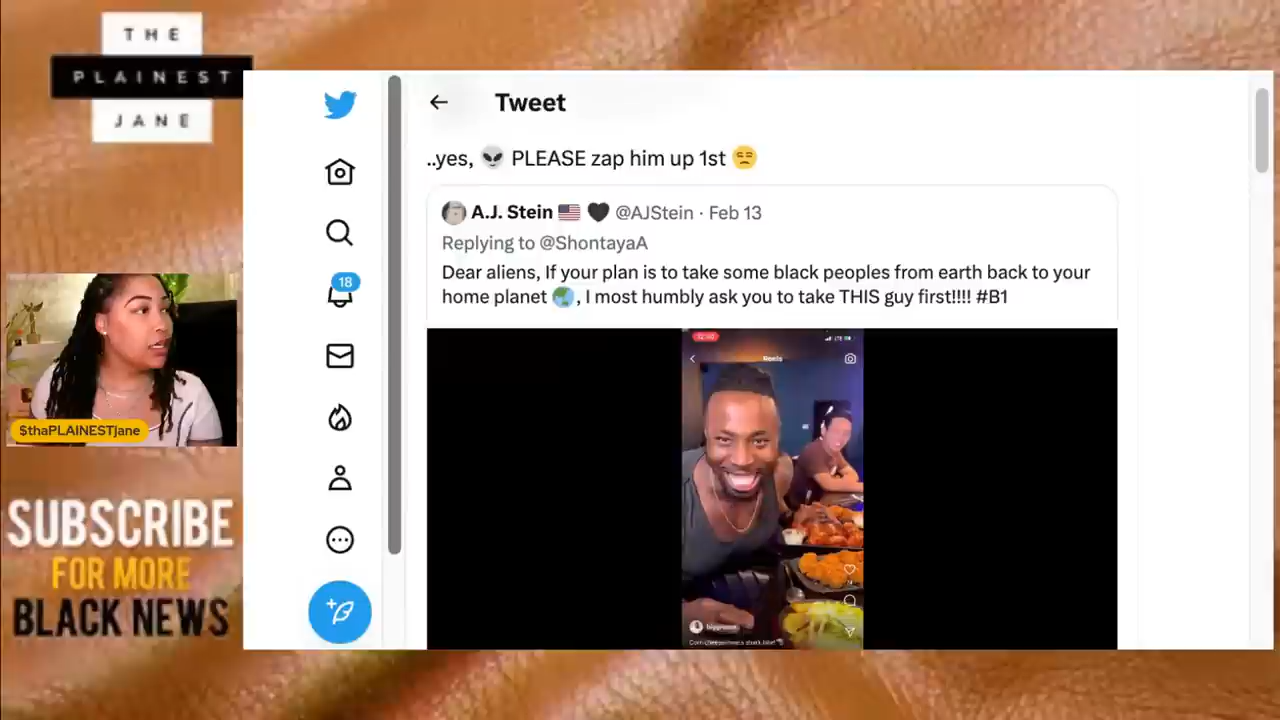 THE
PLAINEST
JANE
Tweet
..yes, 👽 PLEASE zap him up 1st 😒
A.J. Stein 🇺🇸 🖤 @AJStein · Feb 13
Replying to @ShontayaA
Dear aliens, If your plan is to take some black peoples from earth back to your
home planet 🌏, I most humbly ask you to take THIS guy first!!!! #B1
18
Reels
$thaPLAINESTjane
SUBSCRIBE
FOR MORE
BLACK NEWS